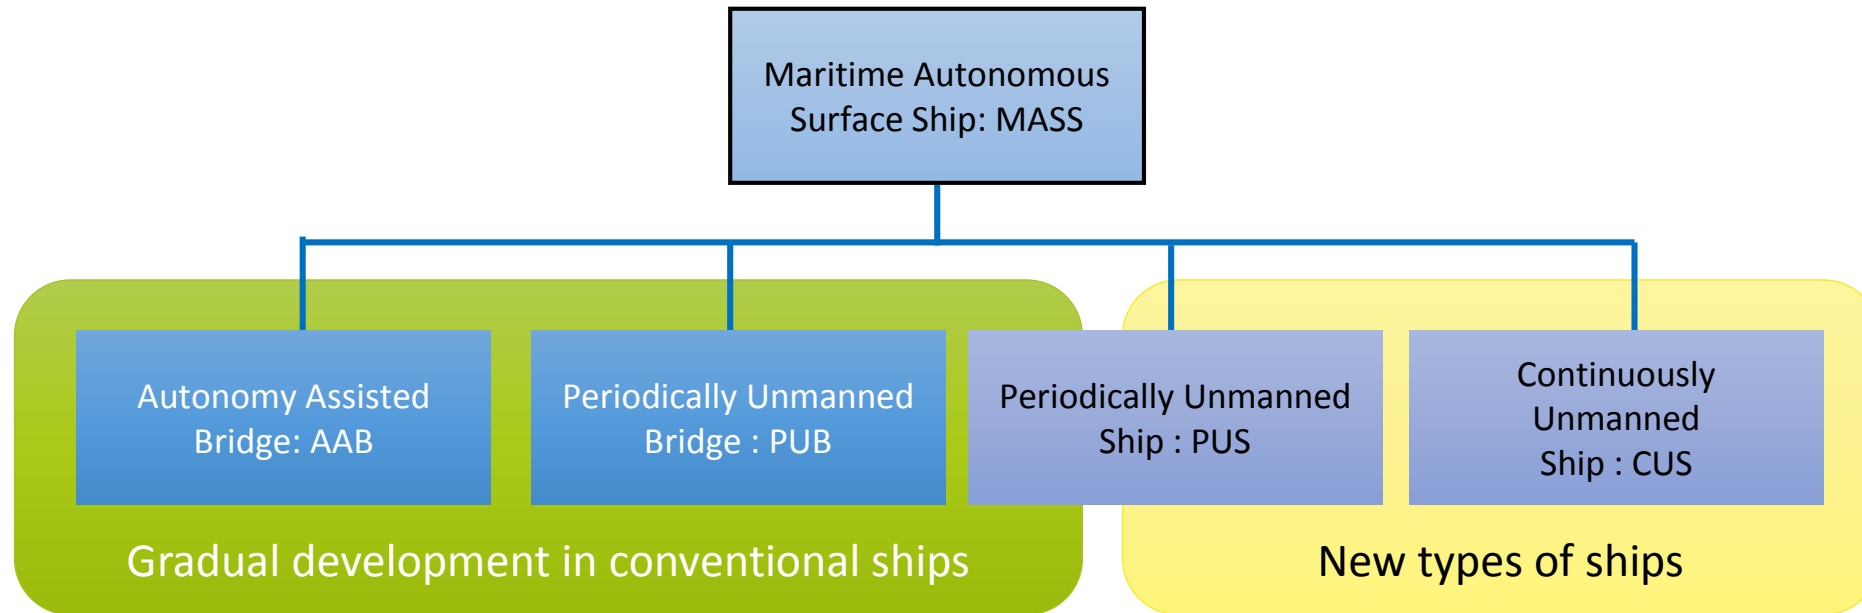 Maritime Autonomous
Surface Ship: MASS
Autonomy Assisted
Bridge: AAB
Periodically Unmanned
Bridge : PUB
Periodically Unmanned
Ship : PUS
Continuously
Unmanned
Ship : CUS
Gradual development in conventional ships
New types of ships